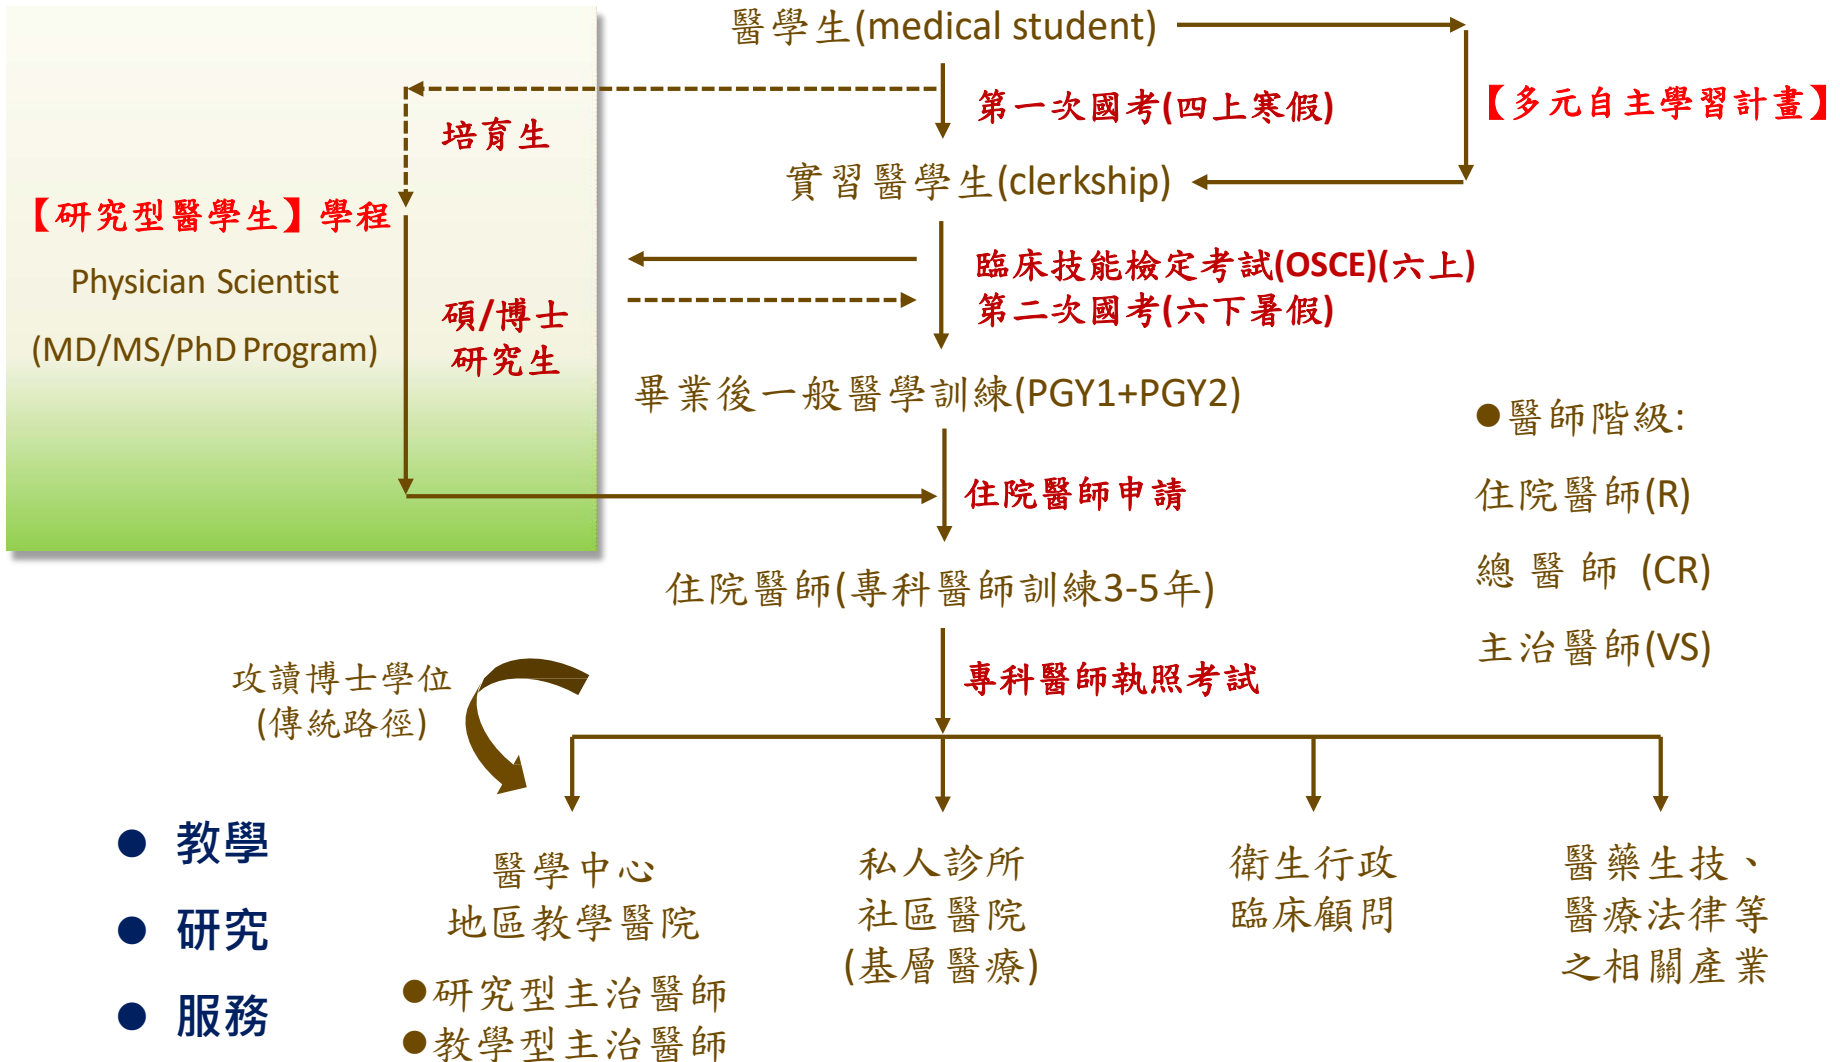 醫學生(medical student)
第一次國考(四上寒假)
【多元自主學習計畫】
培育生
實習醫學生(clerkship)
【研究型醫學生】學程
Physician Scientist
(MD/MS/PhD Program)
碩/博士
研究生
臨床技能檢定考試(OSCE)(六上)
第二次國考(六下暑假)
畢業後一般醫學訓練(PGY1+PGY2)
●醫師階級:
住院醫師(R)
總醫師 (CR)
主治醫師(VS)
住院醫師申請
住院醫師(專科醫師訓練3-5年)
專科醫師執照考試
攻讀博士學位
(傳統路徑)
● 教學
● 研究
● 服務
醫學中心
地區教學醫院
●研究型主治醫師
●教學型主治醫師
私人診所
社區醫院
(基層醫療)
衛生行政
臨床顧問
醫藥生技、
醫療法律等
之相關產業